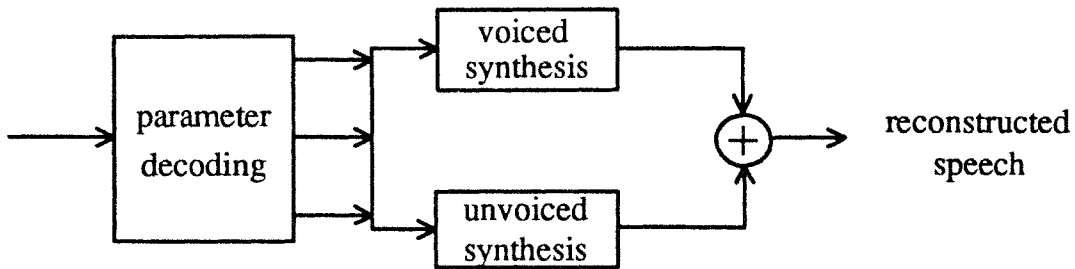 parameter
decoding
voiced
synthesis
unvoiced
synthesis
+
reconstructed
speech